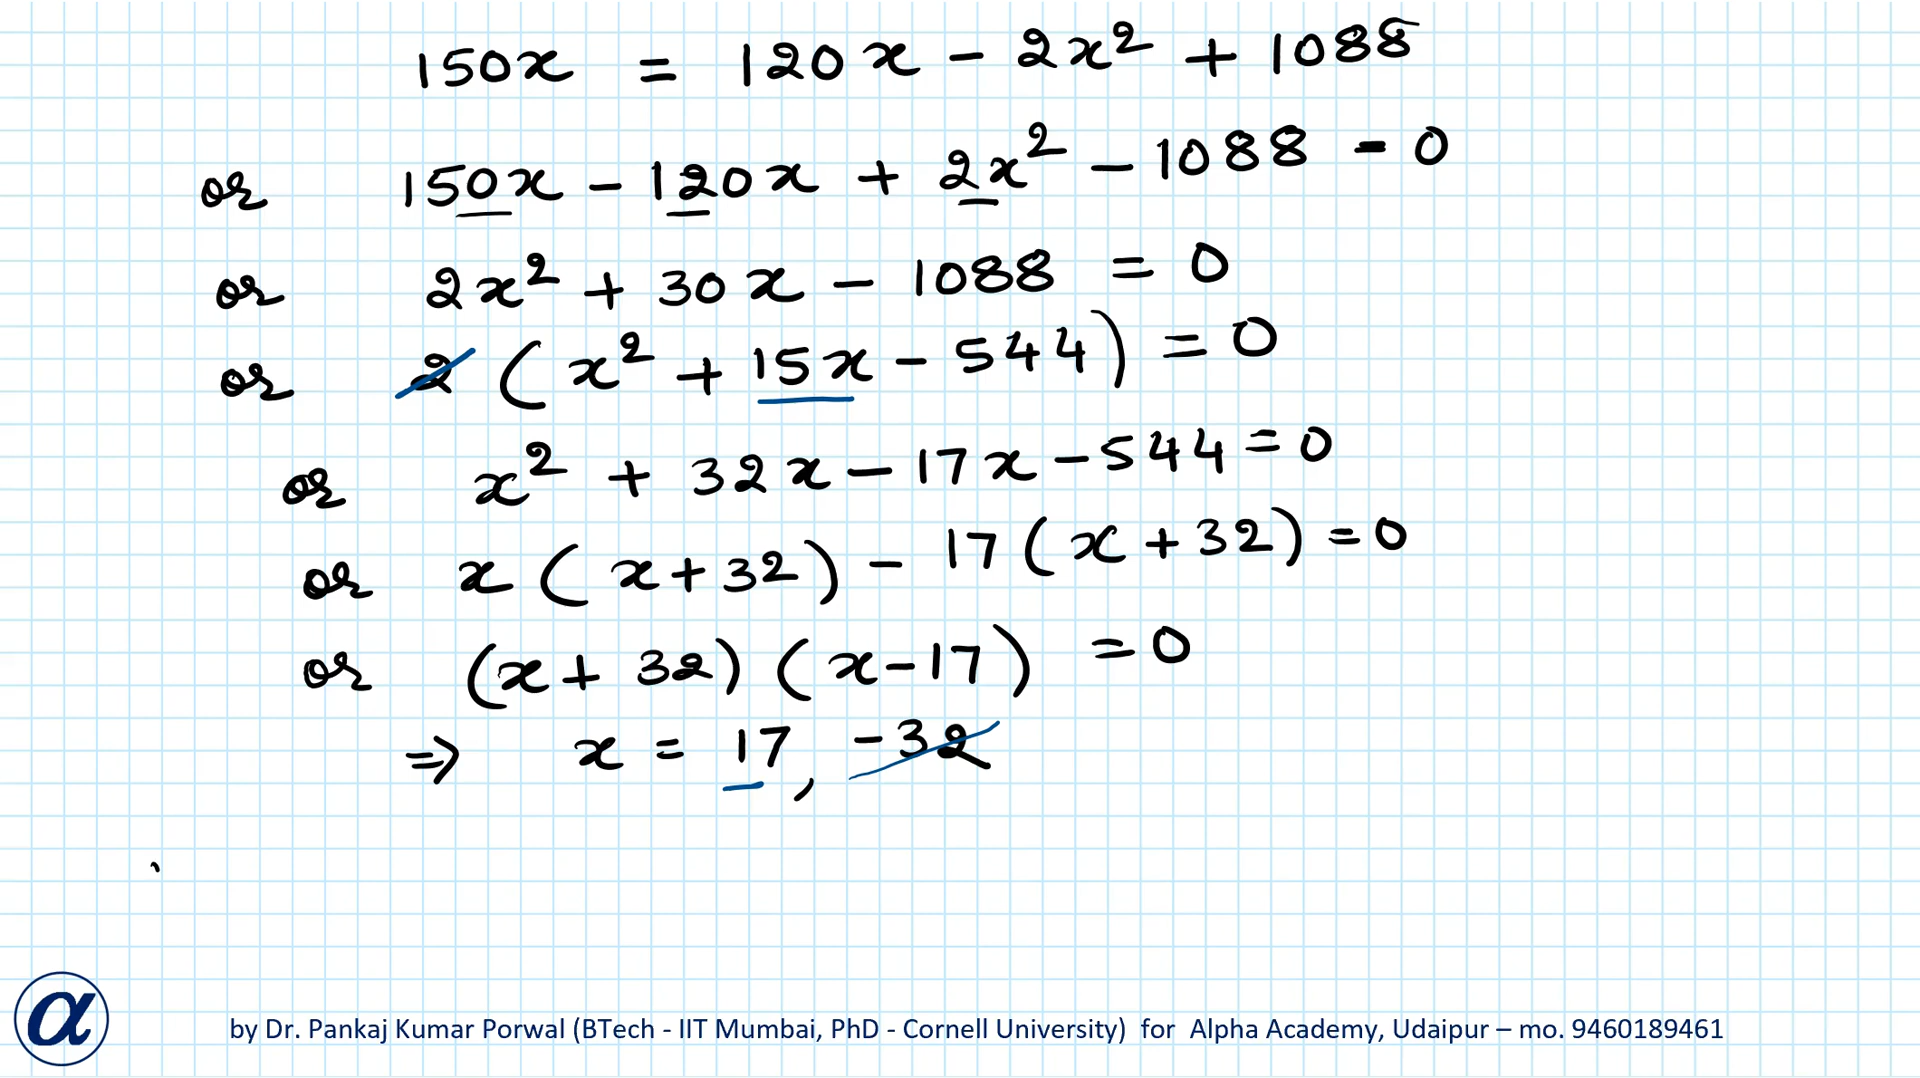 150x = 120x - 2x² + 1088
or 150x - 120x + 2x² - 1088 = 0
or 2x² + 30x - 1088 = 0
or 2 (x² + 15x - 544) = 0
or x² + 32x - 17x - 544 = 0
or x (x + 32) - 17 (x + 32) = 0
or (x + 32) (x - 17) = 0
⇒ x = 17, -32
α
by Dr. Pankaj Kumar Porwal (BTech - IIT Mumbai, PhD - Cornell University) for Alpha Academy, Udaipur – mo. 9460189461